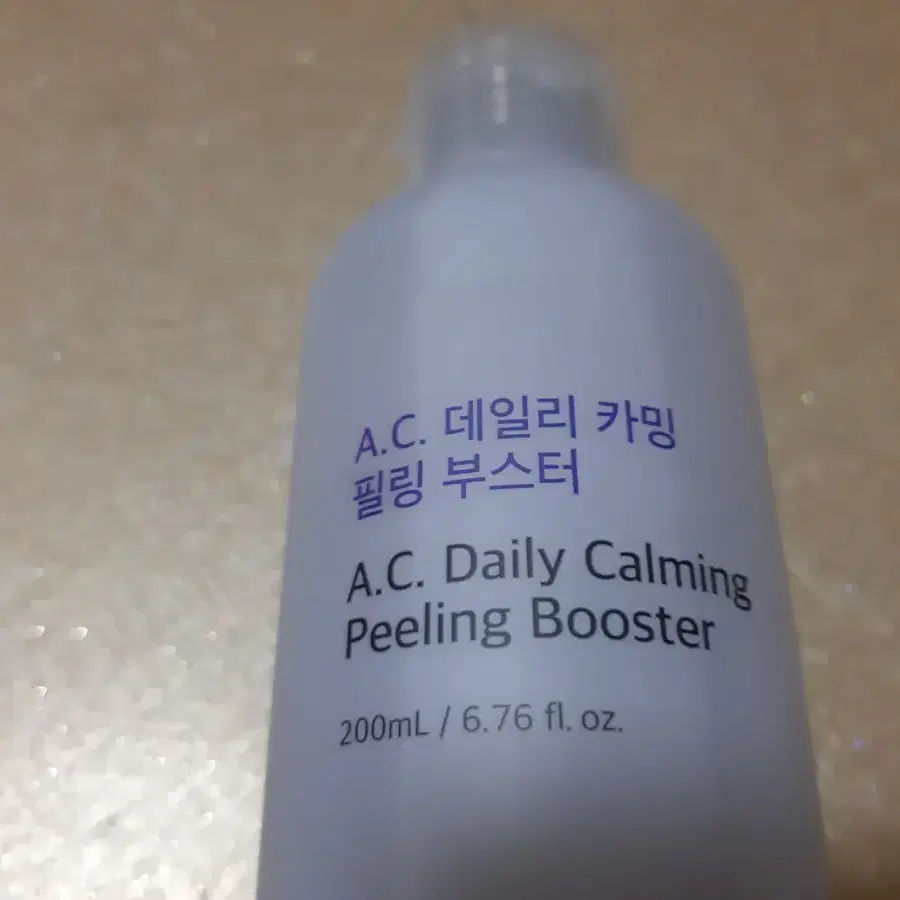 A.C. 데일리 카밍
필링 부스터
A.C. Daily Calming
Peeling Booster
200mL / 6.76 fl. oz.